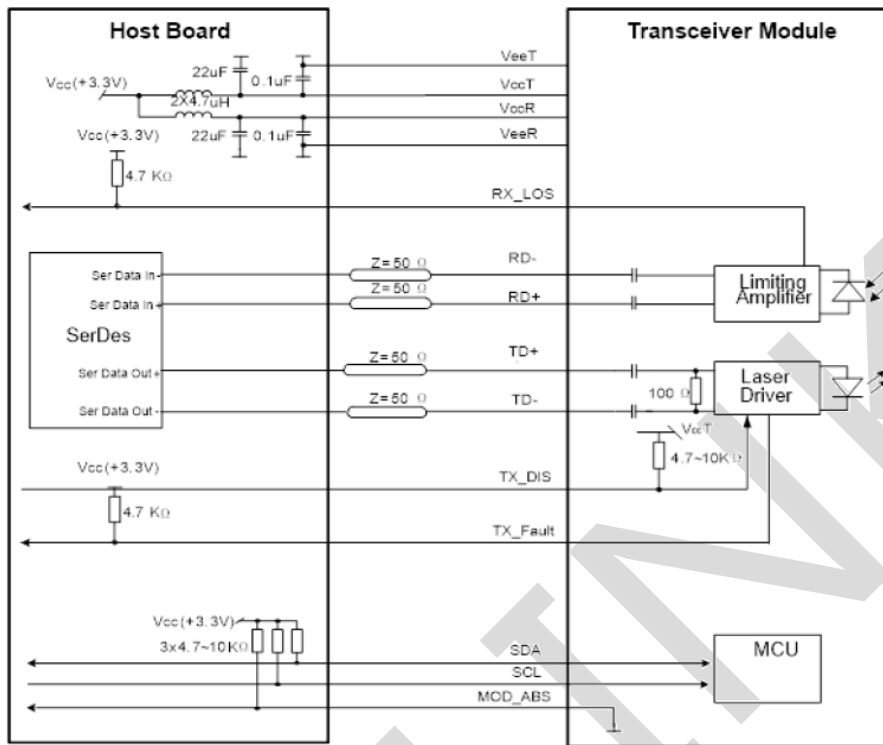 Host Board
Transceiver Module
VeeT
22uF
0.1uF
Vcc(+3.3V)
VccT
2X4.7uH
VccR
Vcc(+3.3V)
22uF
0.1uF
VeeR
4.7 KΩ
RX_LOS
Ser Data In-
Z=50 Ω
RD-
Limiting
Amplifier
Ser Data In+
Z=50 Ω
RD+
SerDes
Ser Data Out+
Z=50 Ω
TD+
Laser
Driver
100 Ω
Ser Data Out -
Z=50 Ω
TD-
VccT
4.7~10KΩ
Vcc(+3.3V)
TX_DIS
4.7 KΩ
TX_Fault
Vcc(+3.3V)
3x4.7~10KΩ
SDA
MCU
SCL
MOD_ABS